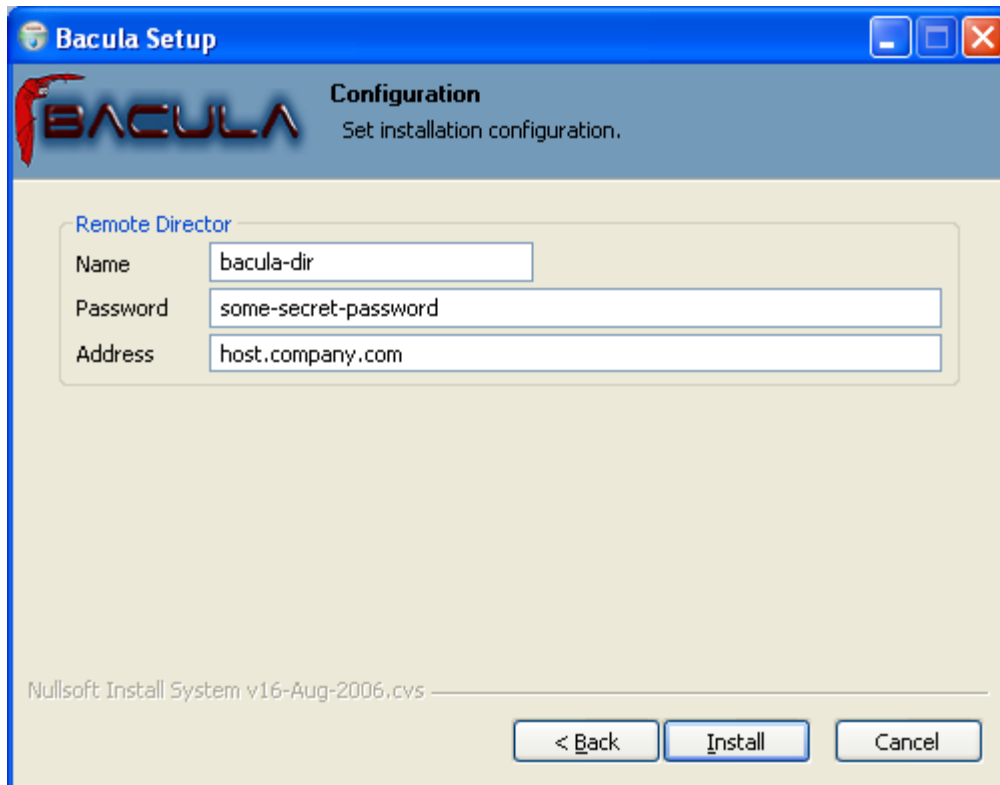 Bacula Setup
BACULA
Configuration
Set installation configuration.
Remote Director
Name bacula-dir
Password some-secret-password
Address host.company.com
Nullsoft Install System v16-Aug-2006.cvs
< Back Install Cancel